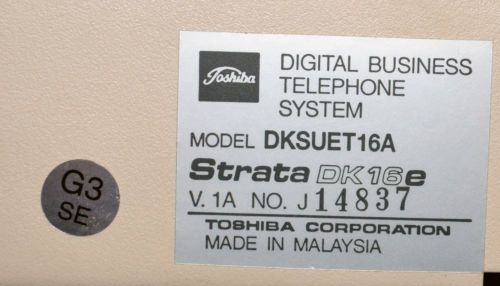 Toshiba
DIGITAL BUSINESS
TELEPHONE
SYSTEM
MODEL DKSUET16A
Strata DK16e
V. 1A NO. J 14837
TOSHIBA CORPORATION
MADE IN MALAYSIA
G3
SE